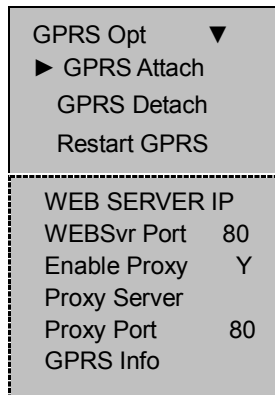 GPRS Opt ▼
► GPRS Attach
GPRS Detach
Restart GPRS
WEB SERVER IP
WEBSvr Port 80
Enable Proxy Y
Proxy Server
Proxy Port 80
GPRS Info